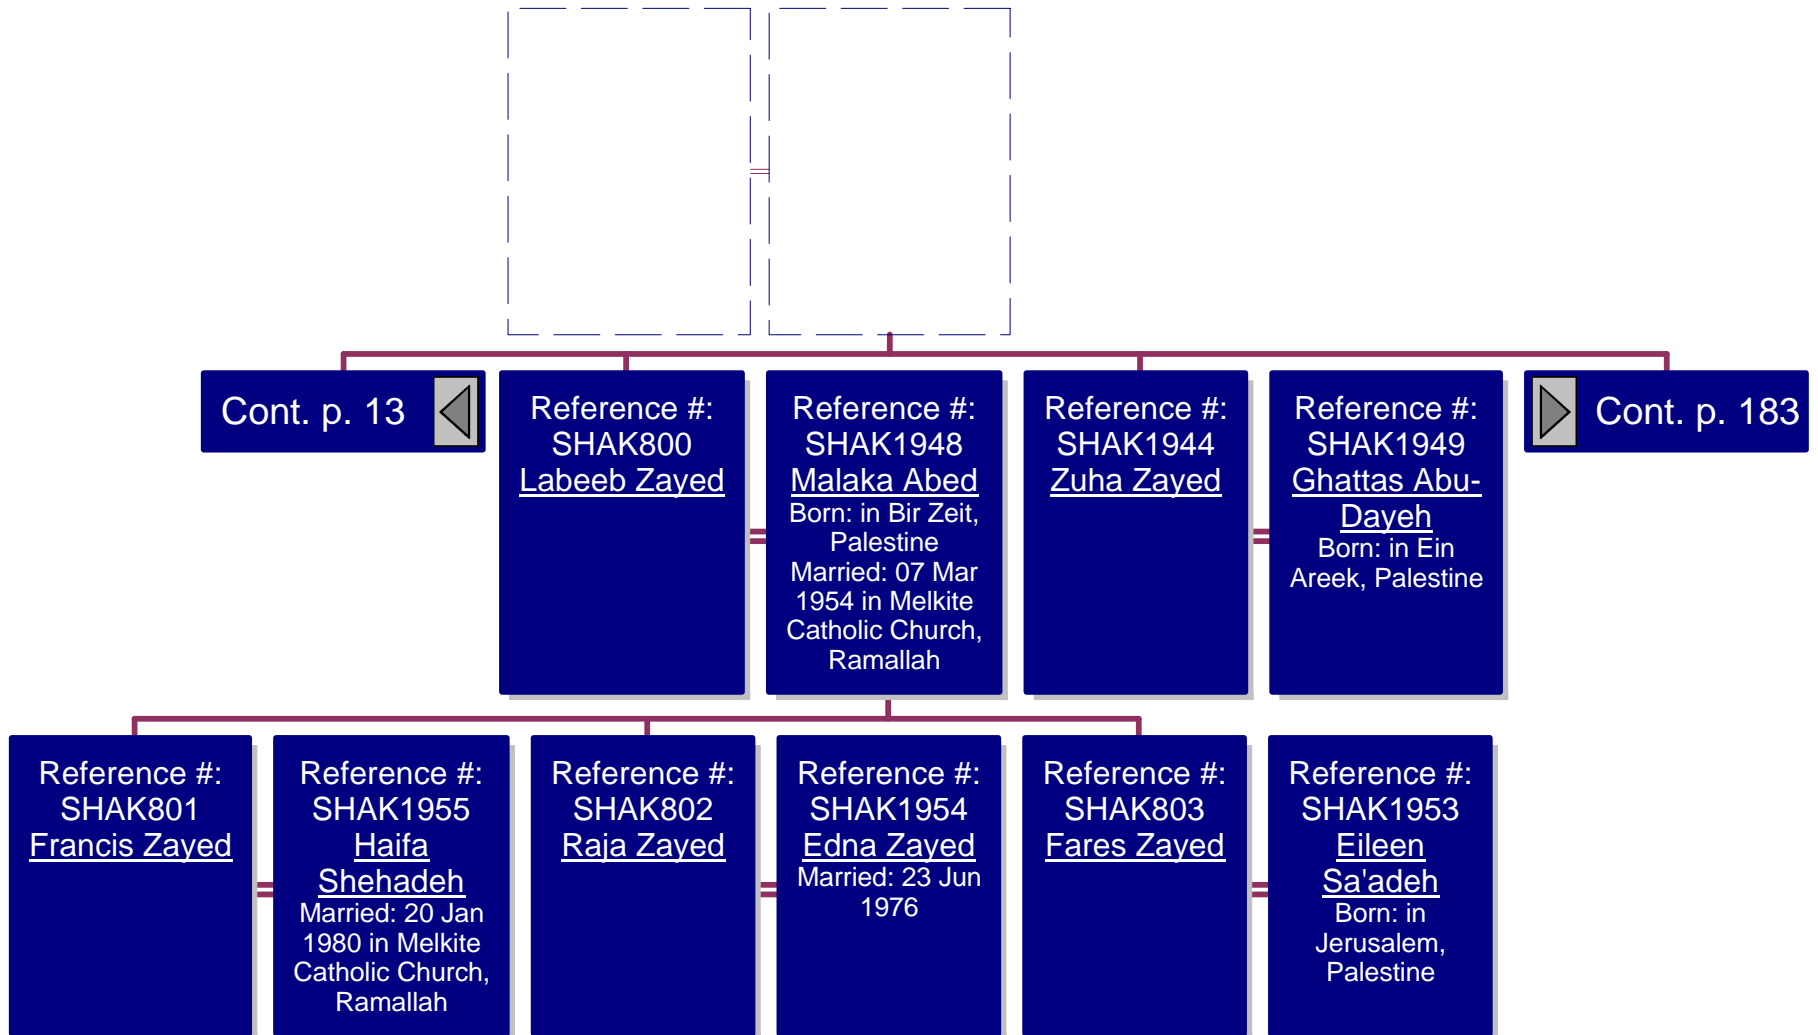 Cont. p. 13
Reference #:
SHAK800
Labeeb Zayed
Reference #:
SHAK1948
Malaka Abed
Born: in Bir Zeit,
Palestine
Married: 07 Mar
1954 in Melkite
Catholic Church,
Ramallah
Reference #:
SHAK1944
Zuha Zayed
Reference #:
SHAK1949
Ghattas Abu-
Dayeh
Born: in Ein
Areek, Palestine
Cont. p. 183
Reference #:
SHAK801
Francis Zayed
Reference #:
SHAK1955
Haifa
Shehadeh
Married: 20 Jan
1980 in Melkite
Catholic Church,
Ramallah
Reference #:
SHAK802
Raja Zayed
Reference #:
SHAK1954
Edna Zayed
Married: 23 Jun
1976
Reference #:
SHAK803
Fares Zayed
Reference #:
SHAK1953
Eileen
Sa'adeh
Born: in
Jerusalem,
Palestine